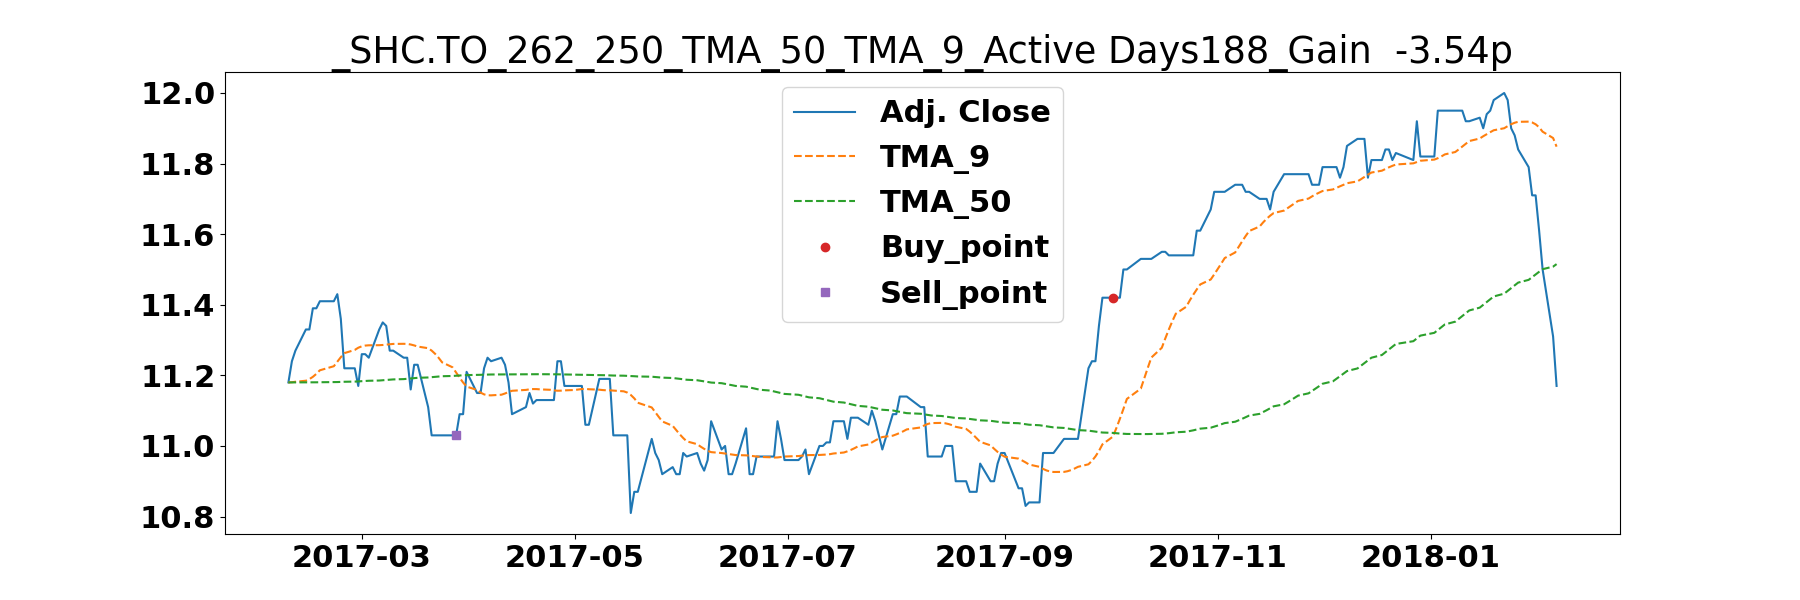 _SHC.TO_262_250_TMA_50_TMA_9_Active Days188_Gain  -3.54p
12.0
11.8
11.6
11.4
11.2
11.0
10.8
Adj. Close
TMA_9
TMA_50
Buy_point
Sell_point
2017-03 2017-05 2017-07 2017-09 2017-11 2018-01